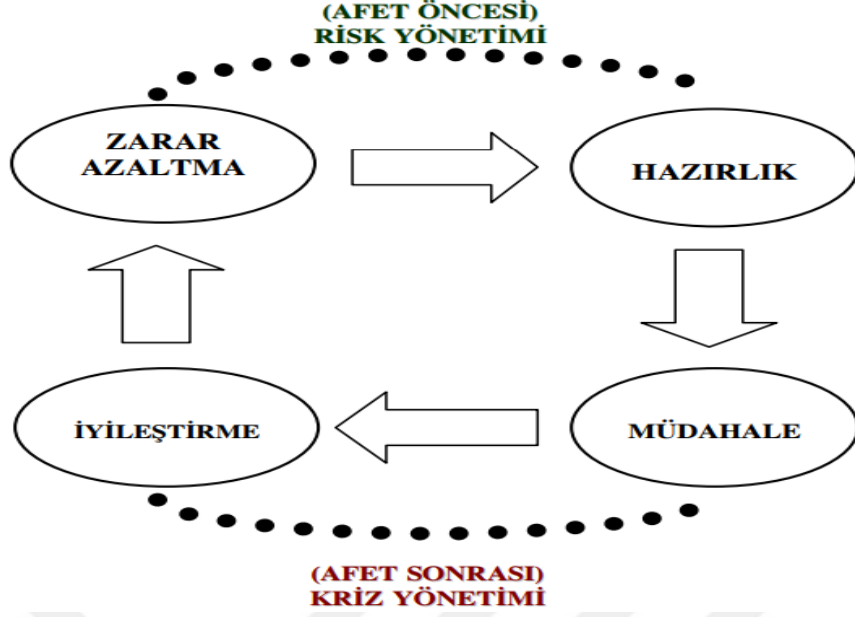 (AFET ÖNCESİ)
RİSK YÖNETİMİ
ZARAR
AZALTMA
HAZIRLIK
İYİLEŞTİRME
MÜDAHALE
(AFET SONRASI)
KRİZ YÖNETİMİ